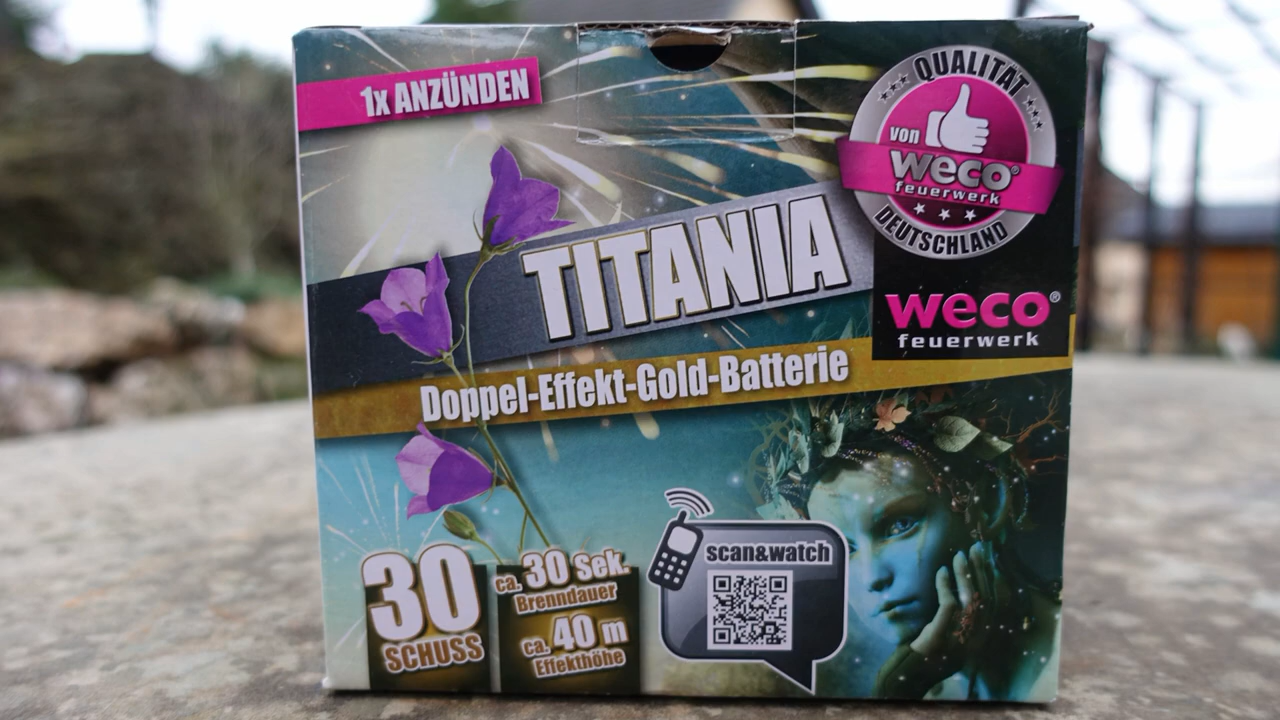 1x ANZÜNDEN
QUALITÄT
von
weco®
feuerwerk
DEUTSCHLAND
TITANIA
weco®
feuerwerk
Doppel-Effekt-Gold-Batterie
30
SCHUSS
ca. 30 sek.
Brenndauer
ca. 40 m
Effekthöhe
scan&watch